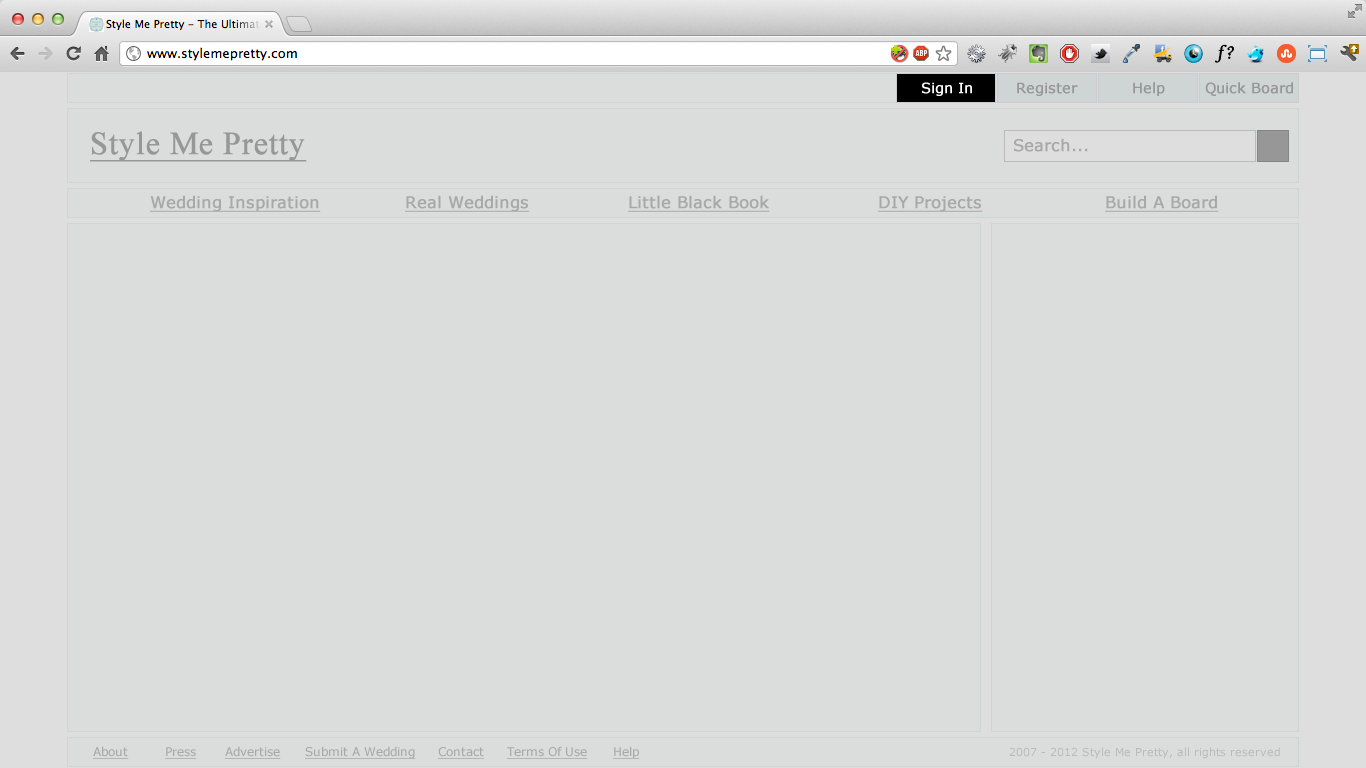 Style Me Pretty – The Ultimat
www.stylemepretty.com
ABP
f?
Sign In Register Help Quick Board
Style Me Pretty
Search...
Wedding Inspiration Real Weddings Little Black Book DIY Projects Build A Board
About Press Advertise Submit A Wedding Contact Terms Of Use Help
2007 - 2012 Style Me Pretty, all rights reserved